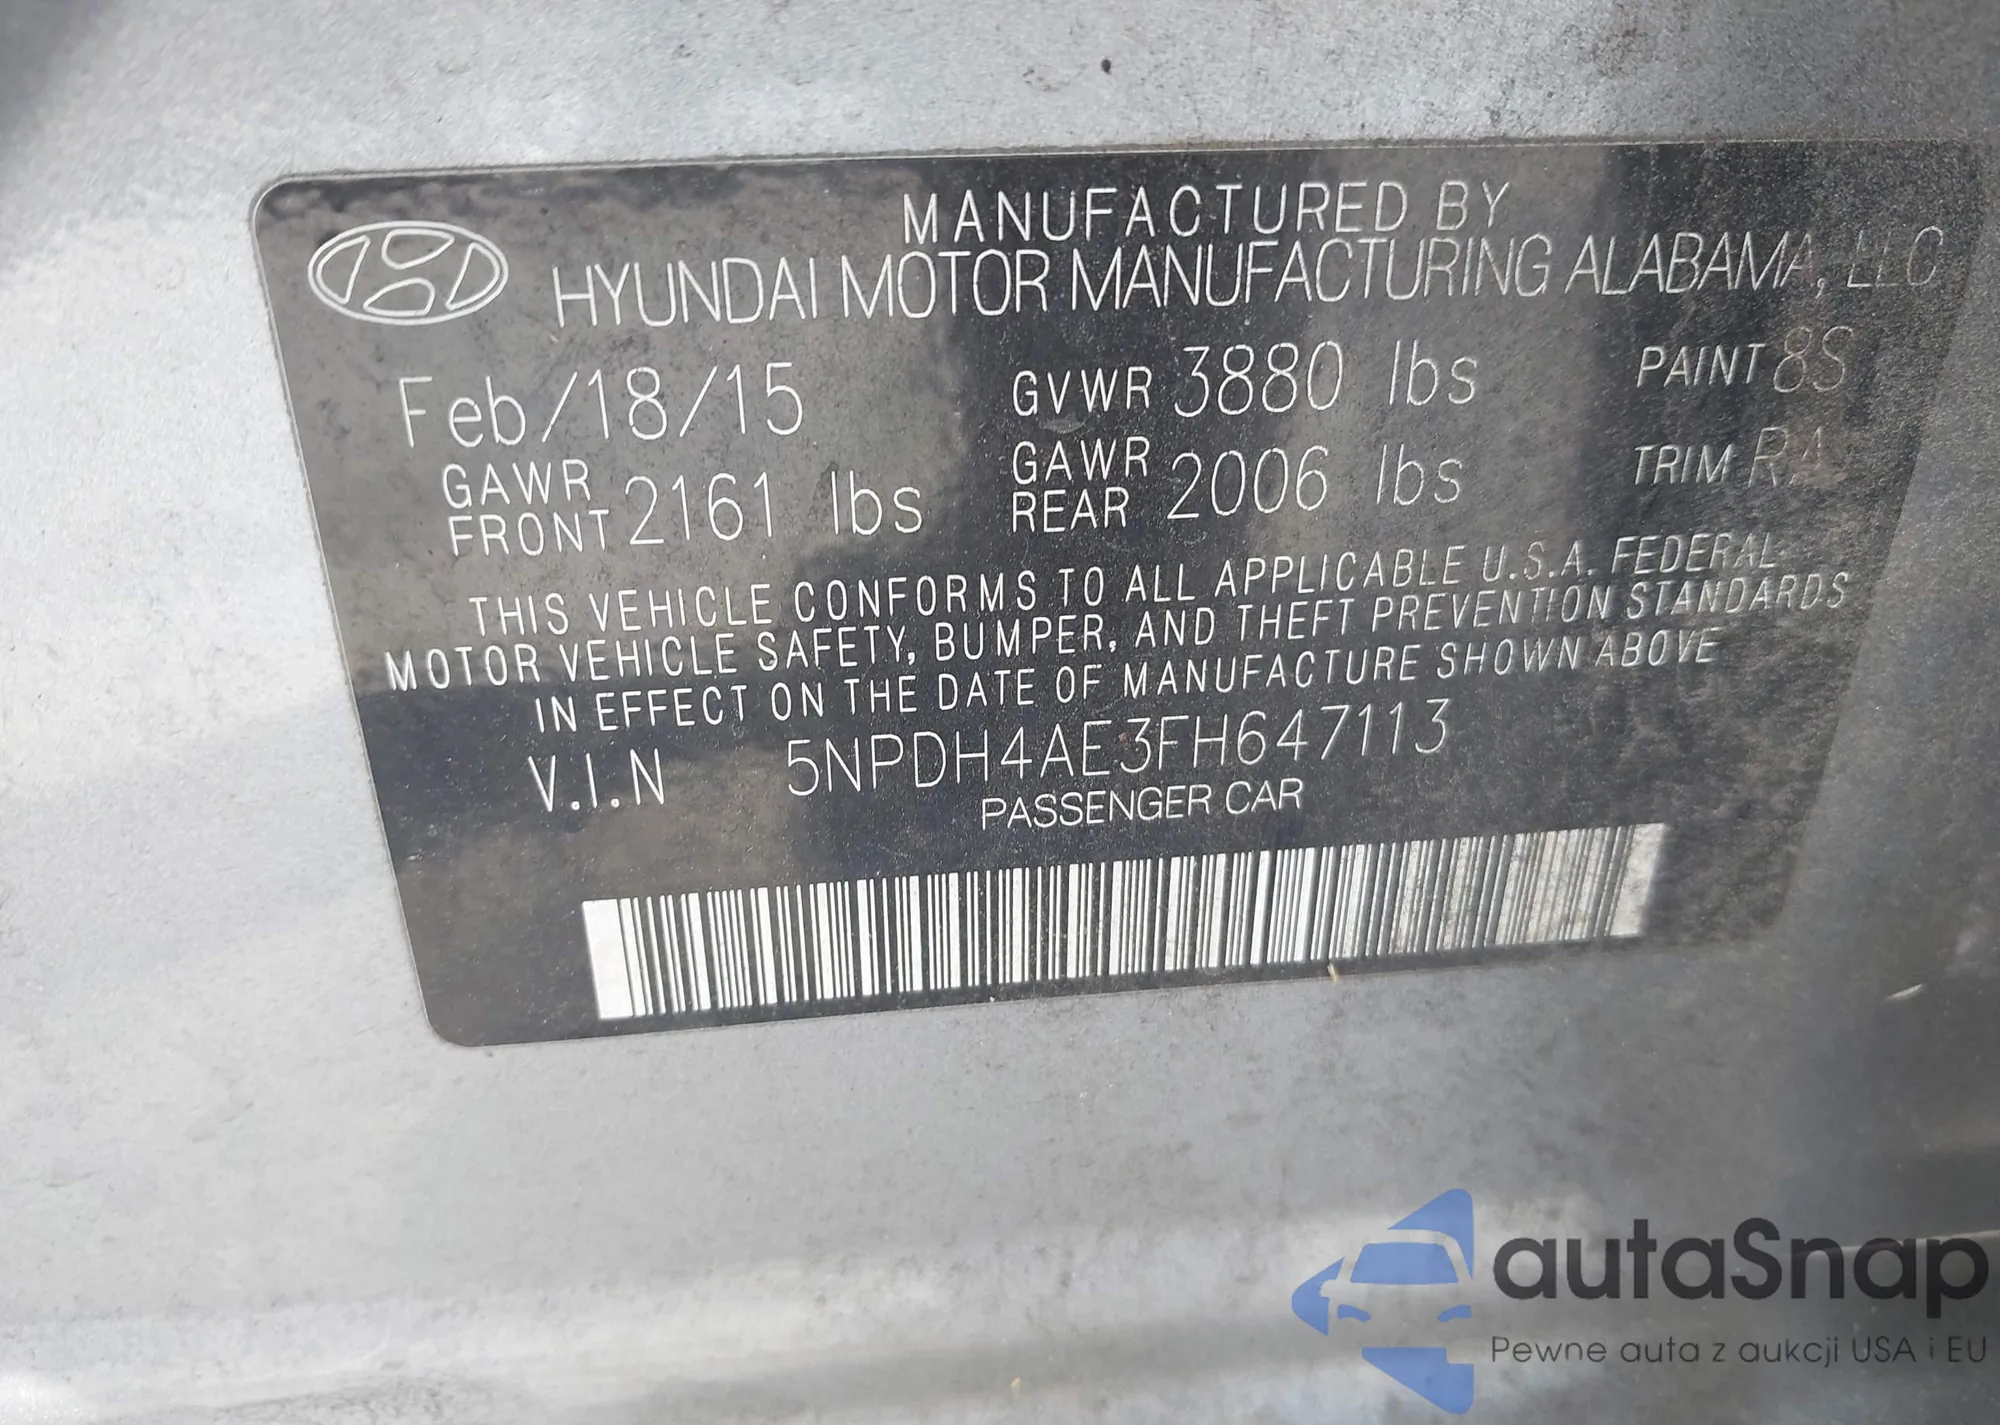 MANUFACTURED BY
HYUNDAI MOTOR MANUFACTURING ALABAMA, LLC
Feb/18/15 GVWR 3880 lbs PAINT 8S
GAWR FRONT 2161 lbs GAWR REAR 2006 lbs TRIM
THIS VEHICLE CONFORMS TO ALL APPLICABLE U.S.A. FEDERAL
MOTOR VEHICLE SAFETY, BUMPER, AND THEFT PREVENTION STANDARDS
IN EFFECT ON THE DATE OF MANUFACTURE SHOWN ABOVE
V.I.N 5NPDH4AE3FH647113
PASSENGER CAR
autaSnap
Pewne auta z aukcji USA i EU